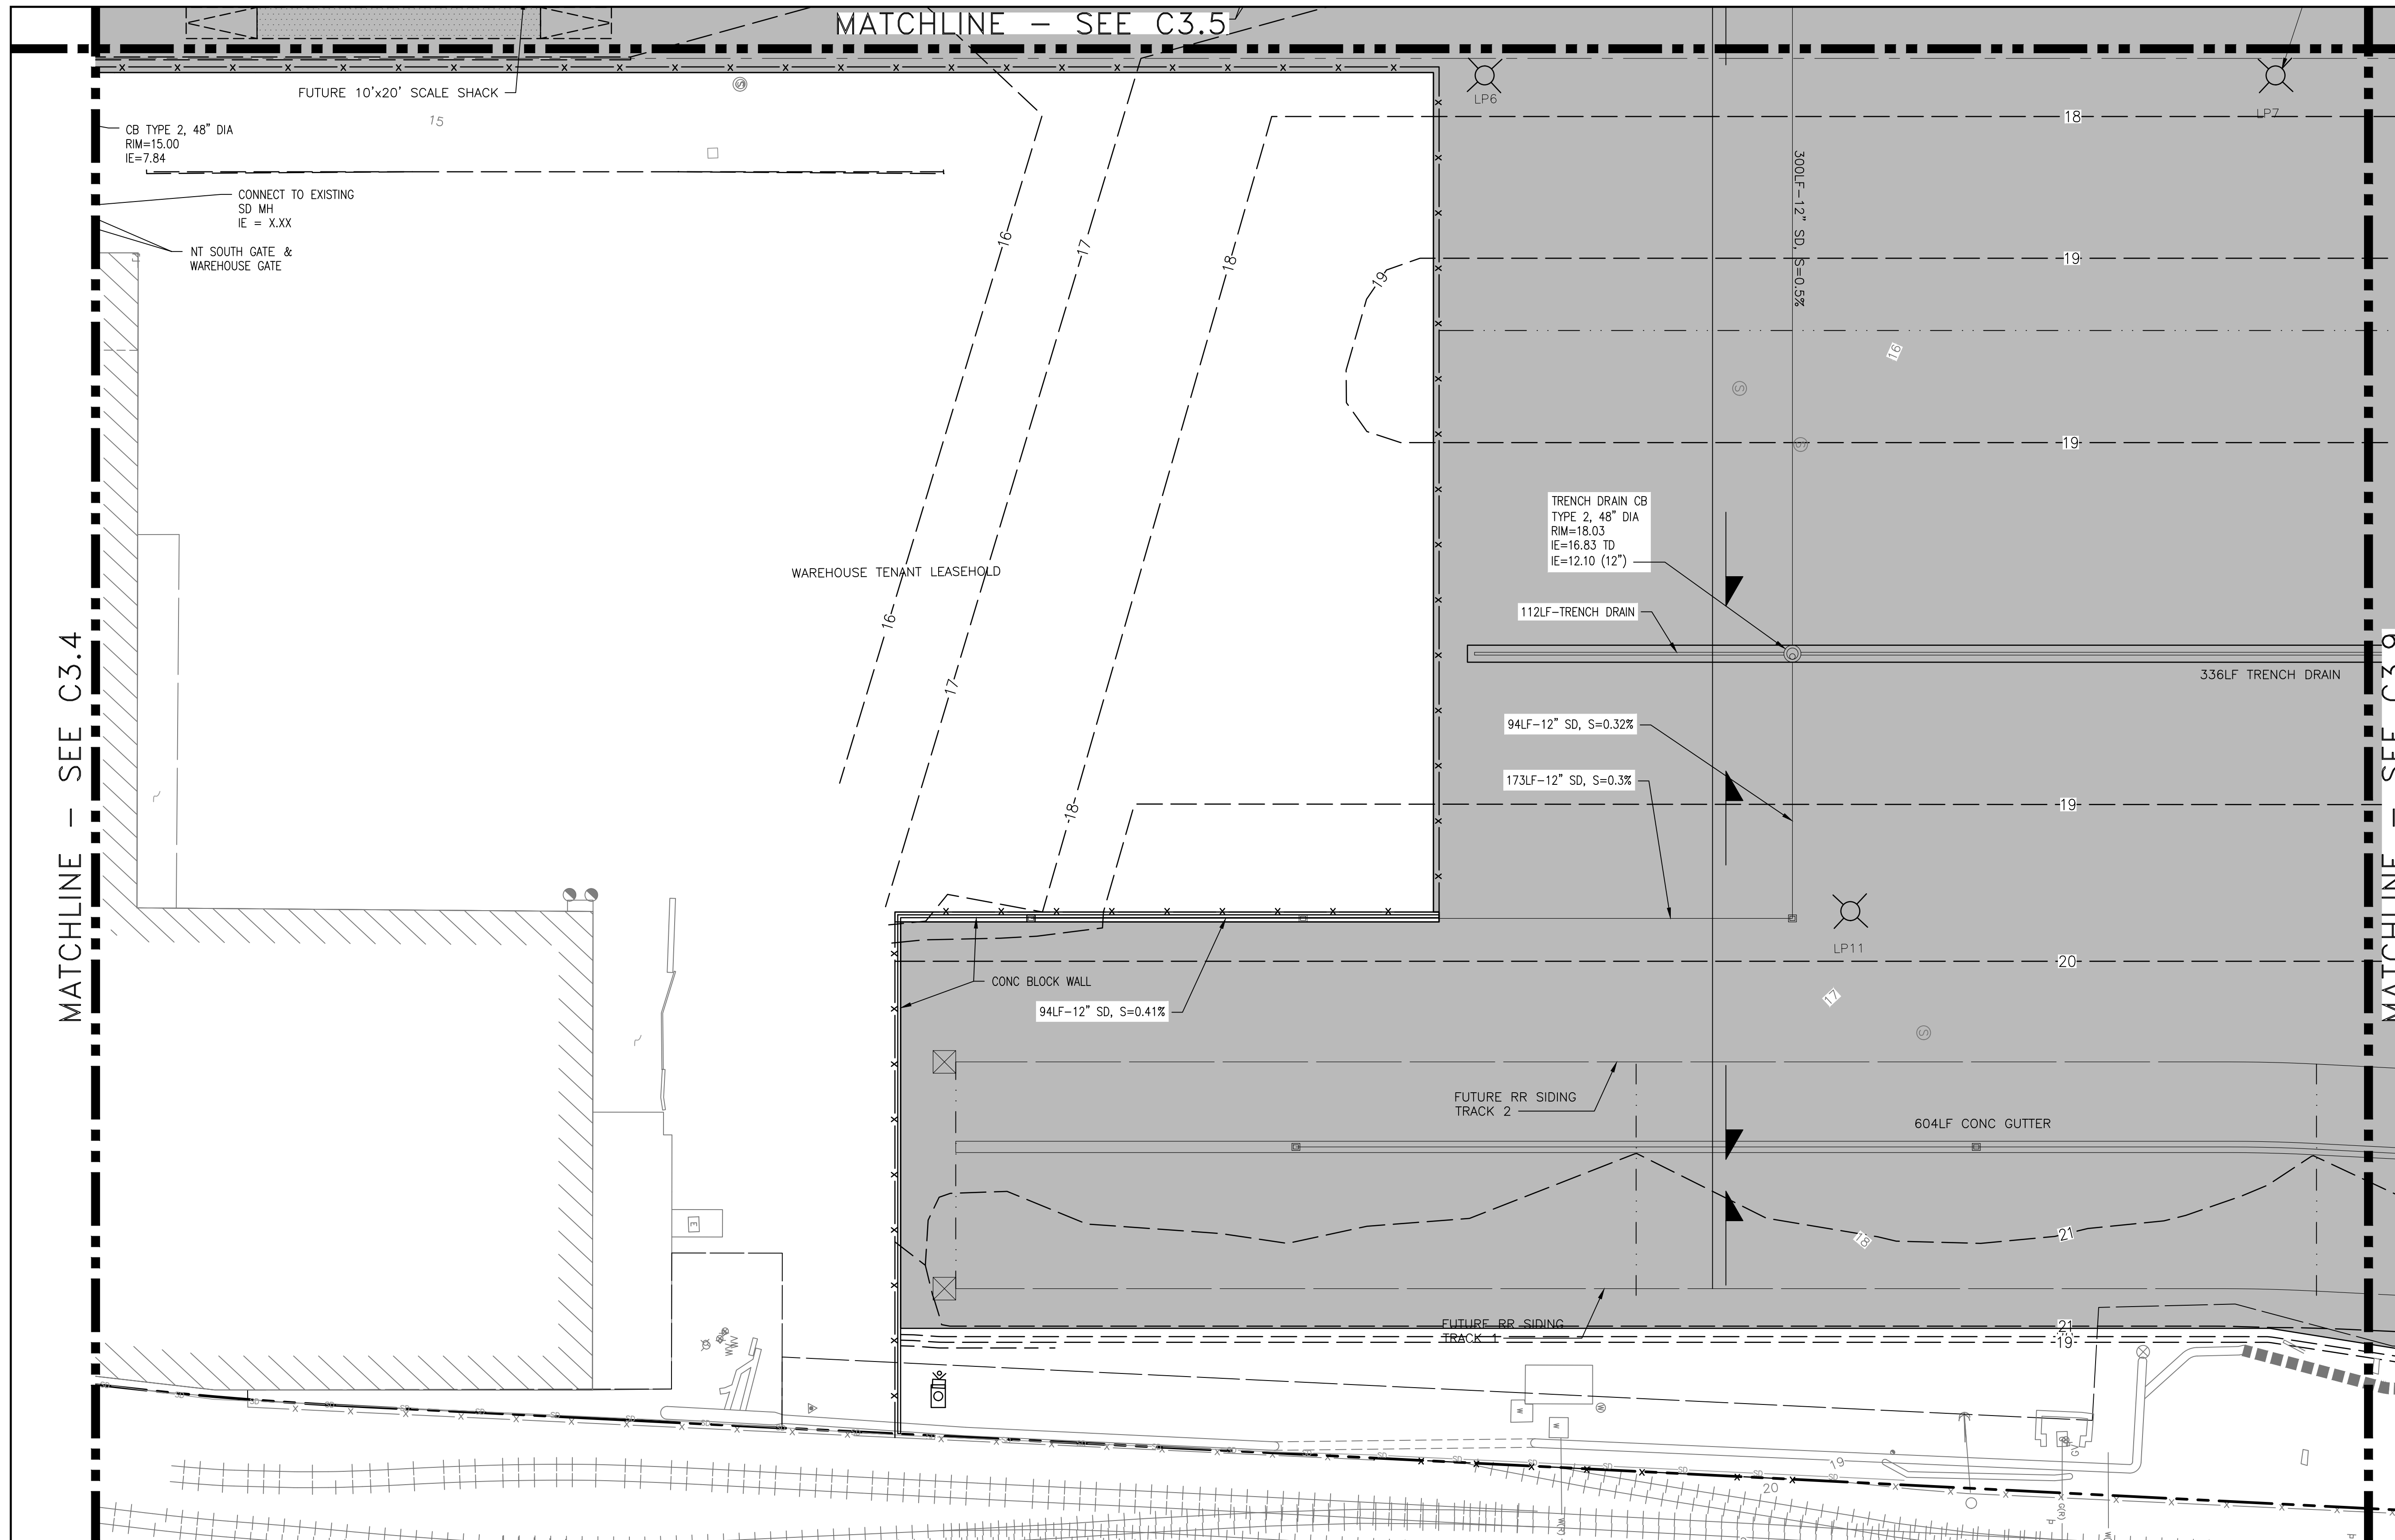 MATCHLINE - SEE C3.5
FUTURE 10'x20' SCALE SHACK
S
15
CB TYPE 2, 48" DIA
RIM=15.00
IE=7.84
CONNECT TO EXISTING
SD MH
IE = X.XX
NT SOUTH GATE &
WAREHOUSE GATE
LP6
LP7
18
300LF-12" SD, S=0.5%
16
17
18
19
19
16
S
S
19
TRENCH DRAIN CB
TYPE 2, 48" DIA
RIM=18.03
IE=16.83 TD
IE=12.10 (12")
WAREHOUSE TENANT LEASEHOLD
112LF-TRENCH DRAIN
16
17
18
336LF TRENCH DRAIN
MATCHLINE - SEE C3.4
MATCHLINE - SEE C3.9
94LF-12" SD, S=0.32%
173LF-12" SD, S=0.3%
19
LP11
20
CONC BLOCK WALL
94LF-12" SD, S=0.41%
17
S
FUTURE RR SIDING
TRACK 2
604LF CONC GUTTER
E
18
21
FUTURE RR SIDING
TRACK 1
21
19
W
W
W
19
20
G(R)
W(R)